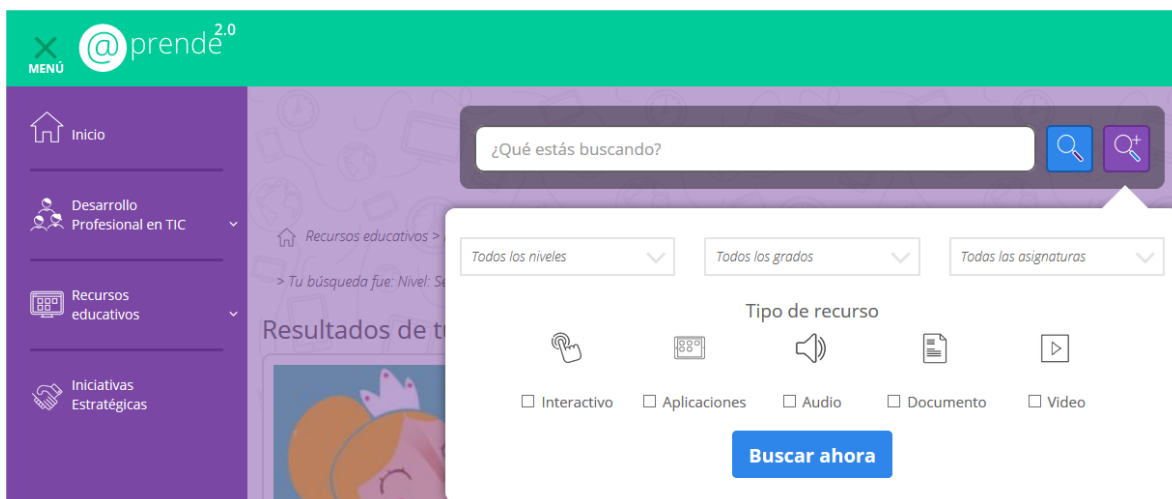 @prende 2.0
MENÚ
Inicio
Desarrollo
Profesional en TIC
Recursos
educativos
Iniciativas
Estratégicas
¿Qué estás buscando?
Recursos educativos >
> Tu búsqueda fue: Nivel:
Resultados de
Todos los niveles
Todos los grados
Todas las asignaturas
Tipo de recurso
Interactivo
Aplicaciones
Audio
Documento
Video
Buscar ahora